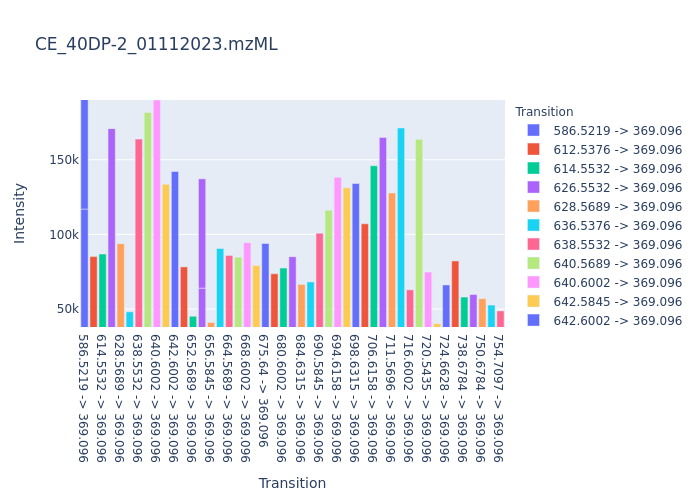 CE_40DP-2_01112023.mzML
Transition
586.5219 -> 369.096
612.5376 -> 369.096
614.5532 -> 369.096
626.5532 -> 369.096
628.5689 -> 369.096
636.5376 -> 369.096
638.5532 -> 369.096
640.5689 -> 369.096
640.6002 -> 369.096
642.5845 -> 369.096
642.6002 -> 369.096
Intensity
150k
100k
50k
586.5219 -> 369.096
614.5532 -> 369.096
628.5689 -> 369.096
638.5532 -> 369.096
640.6002 -> 369.096
642.6002 -> 369.096
652.5689 -> 369.096
656.5845 -> 369.096
664.5689 -> 369.096
668.6002 -> 369.096
675.64 -> 369.096
680.6002 -> 369.096
684.6315 -> 369.096
690.5845 -> 369.096
694.6158 -> 369.096
698.6315 -> 369.096
706.6158 -> 369.096
711.5696 -> 369.096
716.6002 -> 369.096
720.5435 -> 369.096
724.6628 -> 369.096
738.6784 -> 369.096
750.6784 -> 369.096
754.7097 -> 369.096
Transition